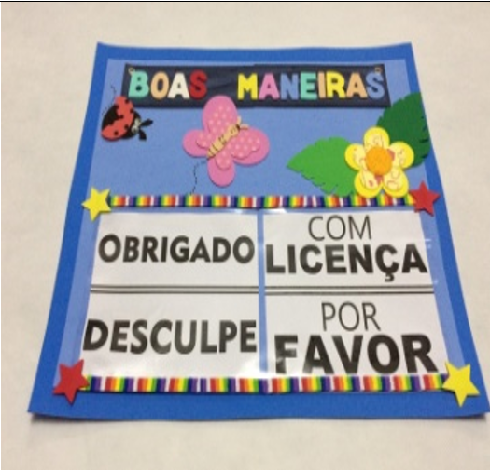 BOAS MANEIRAS
OBRIGADO
COM
LICENÇA
DESCULPE
POR
FAVOR